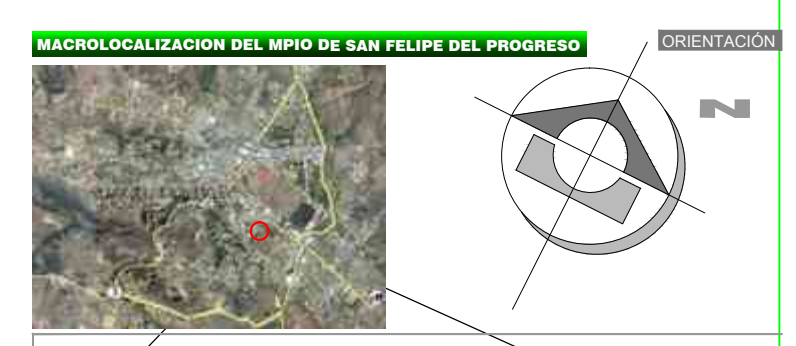 MACROLOCALIZACION DEL MPIO DE SAN FELIPE DEL PROGRESO
ORIENTACIÓN
N